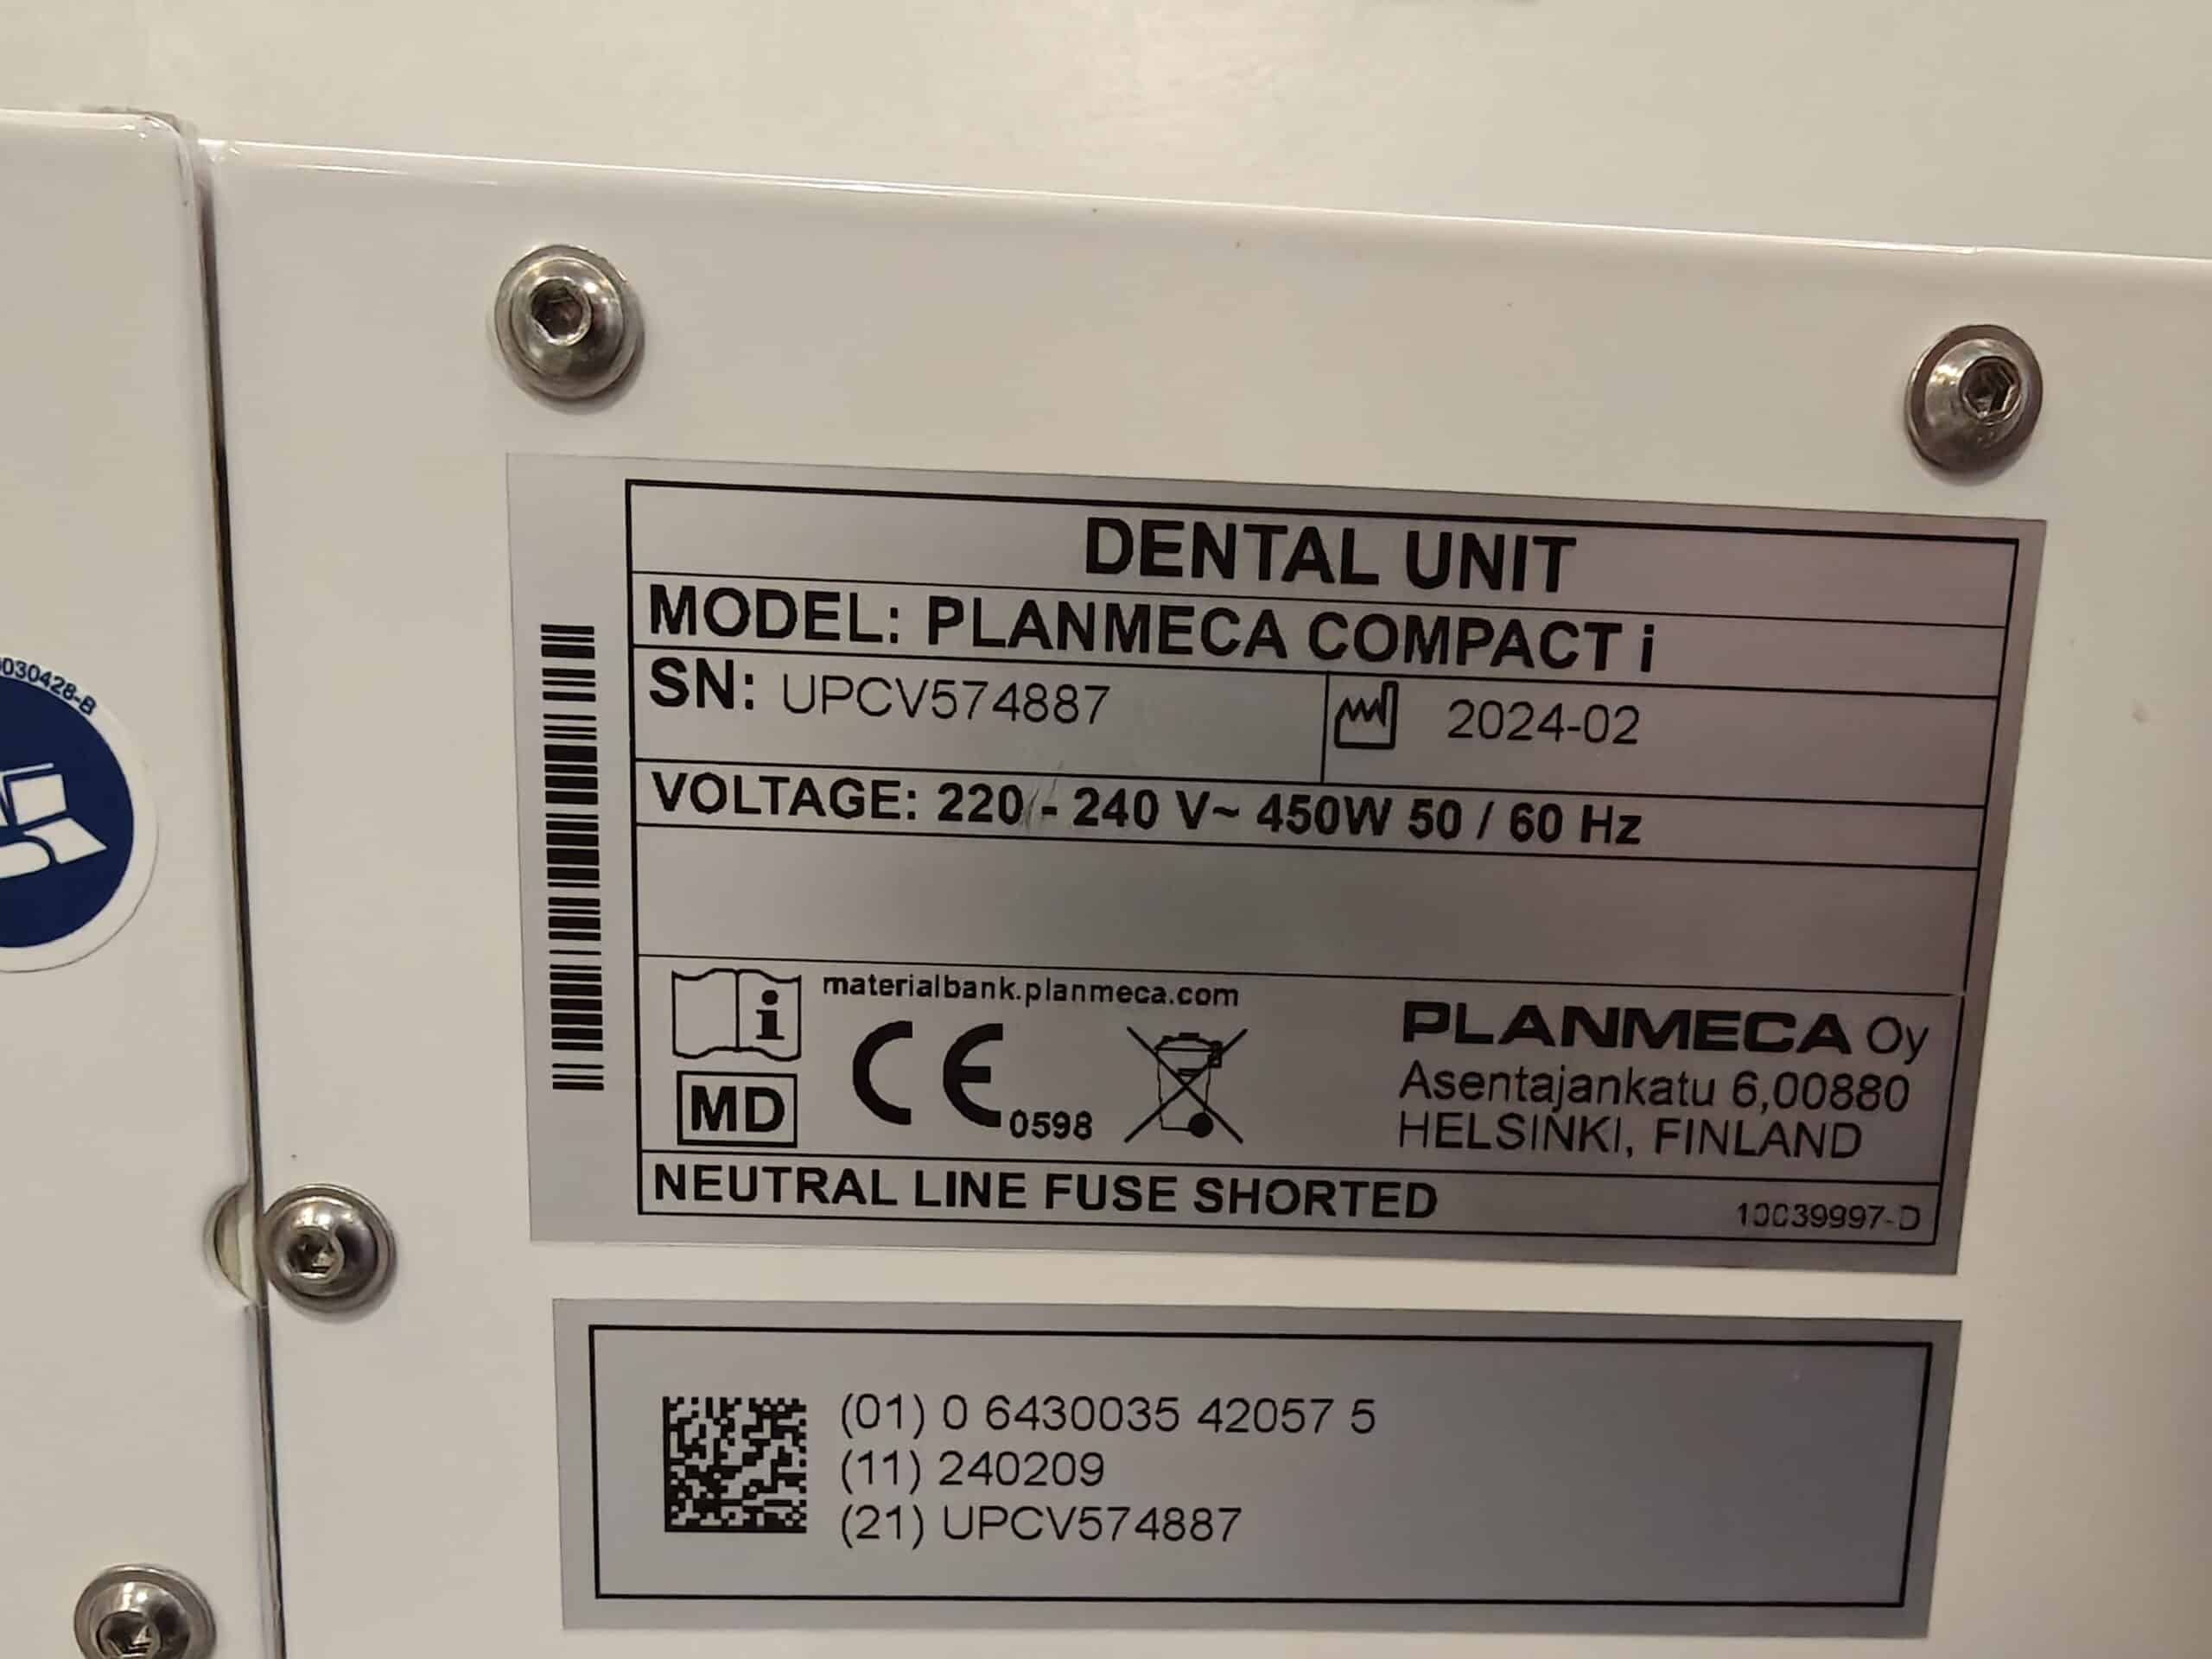 030428-B
DENTAL UNIT
MODEL: PLANMECA COMPACT i
SN: UPCV574887
2024-02
VOLTAGE: 220 - 240 V~ 450W 50 / 60 Hz
i
materialbank.planmeca.com
MD
CE 0598
PLANMECA Oy
Asentajankatu 6,00880
HELSINKI, FINLAND
NEUTRAL LINE FUSE SHORTED
10039997-D
(01) 0 6430035 42057 5
(11) 240209
(21) UPCV574887